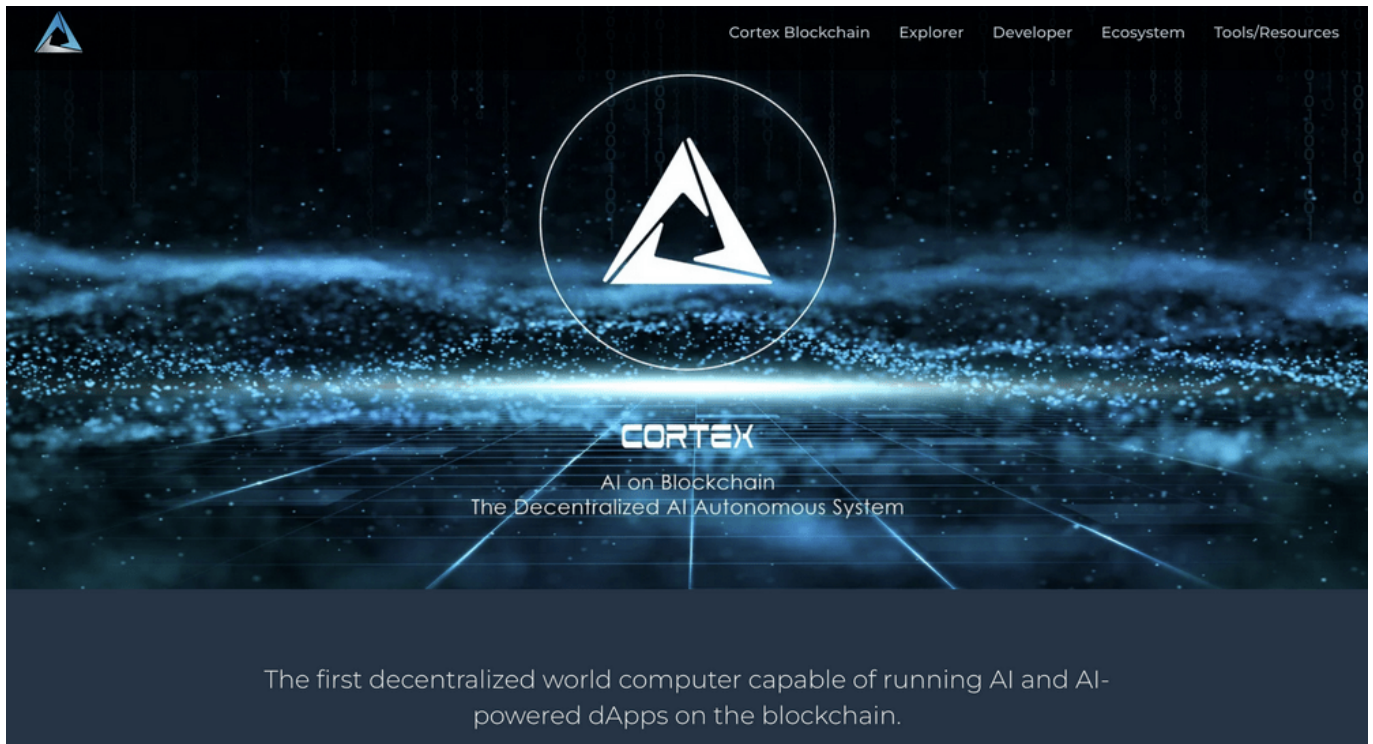 Cortex Blockchain Explorer Developer Ecosystem Tools/Resources
CORTEX
AI on Blockchain
The Decentralized AI Autonomous System
The first decentralized world computer capable of running AI and AI-
powered dApps on the blockchain.